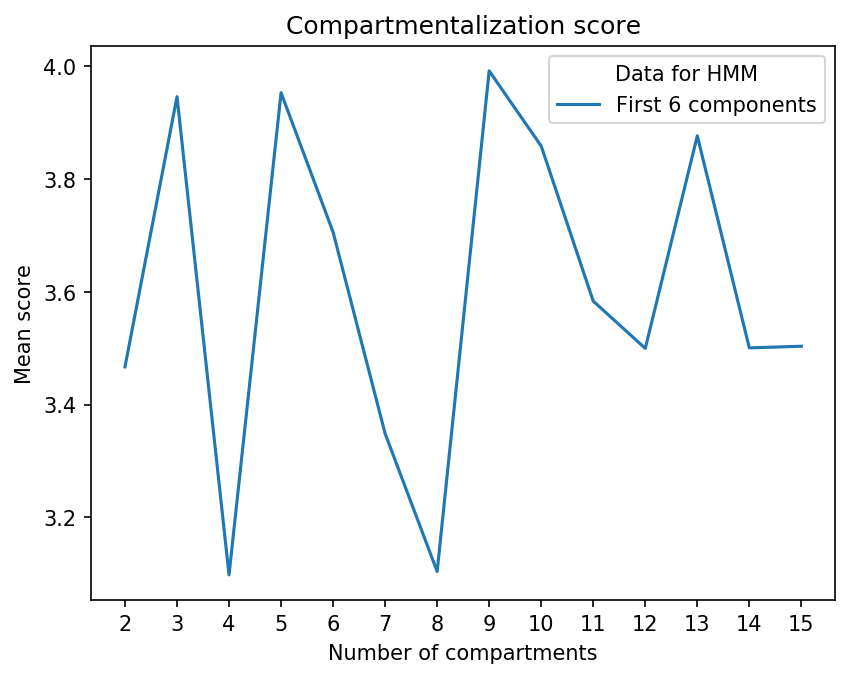 Compartmentalization score
Data for HMM
First 6 components
Mean score
4.0
3.8
3.6
3.4
3.2
2 3 4 5 6 7 8 9 10 11 12 13 14 15
Number of compartments